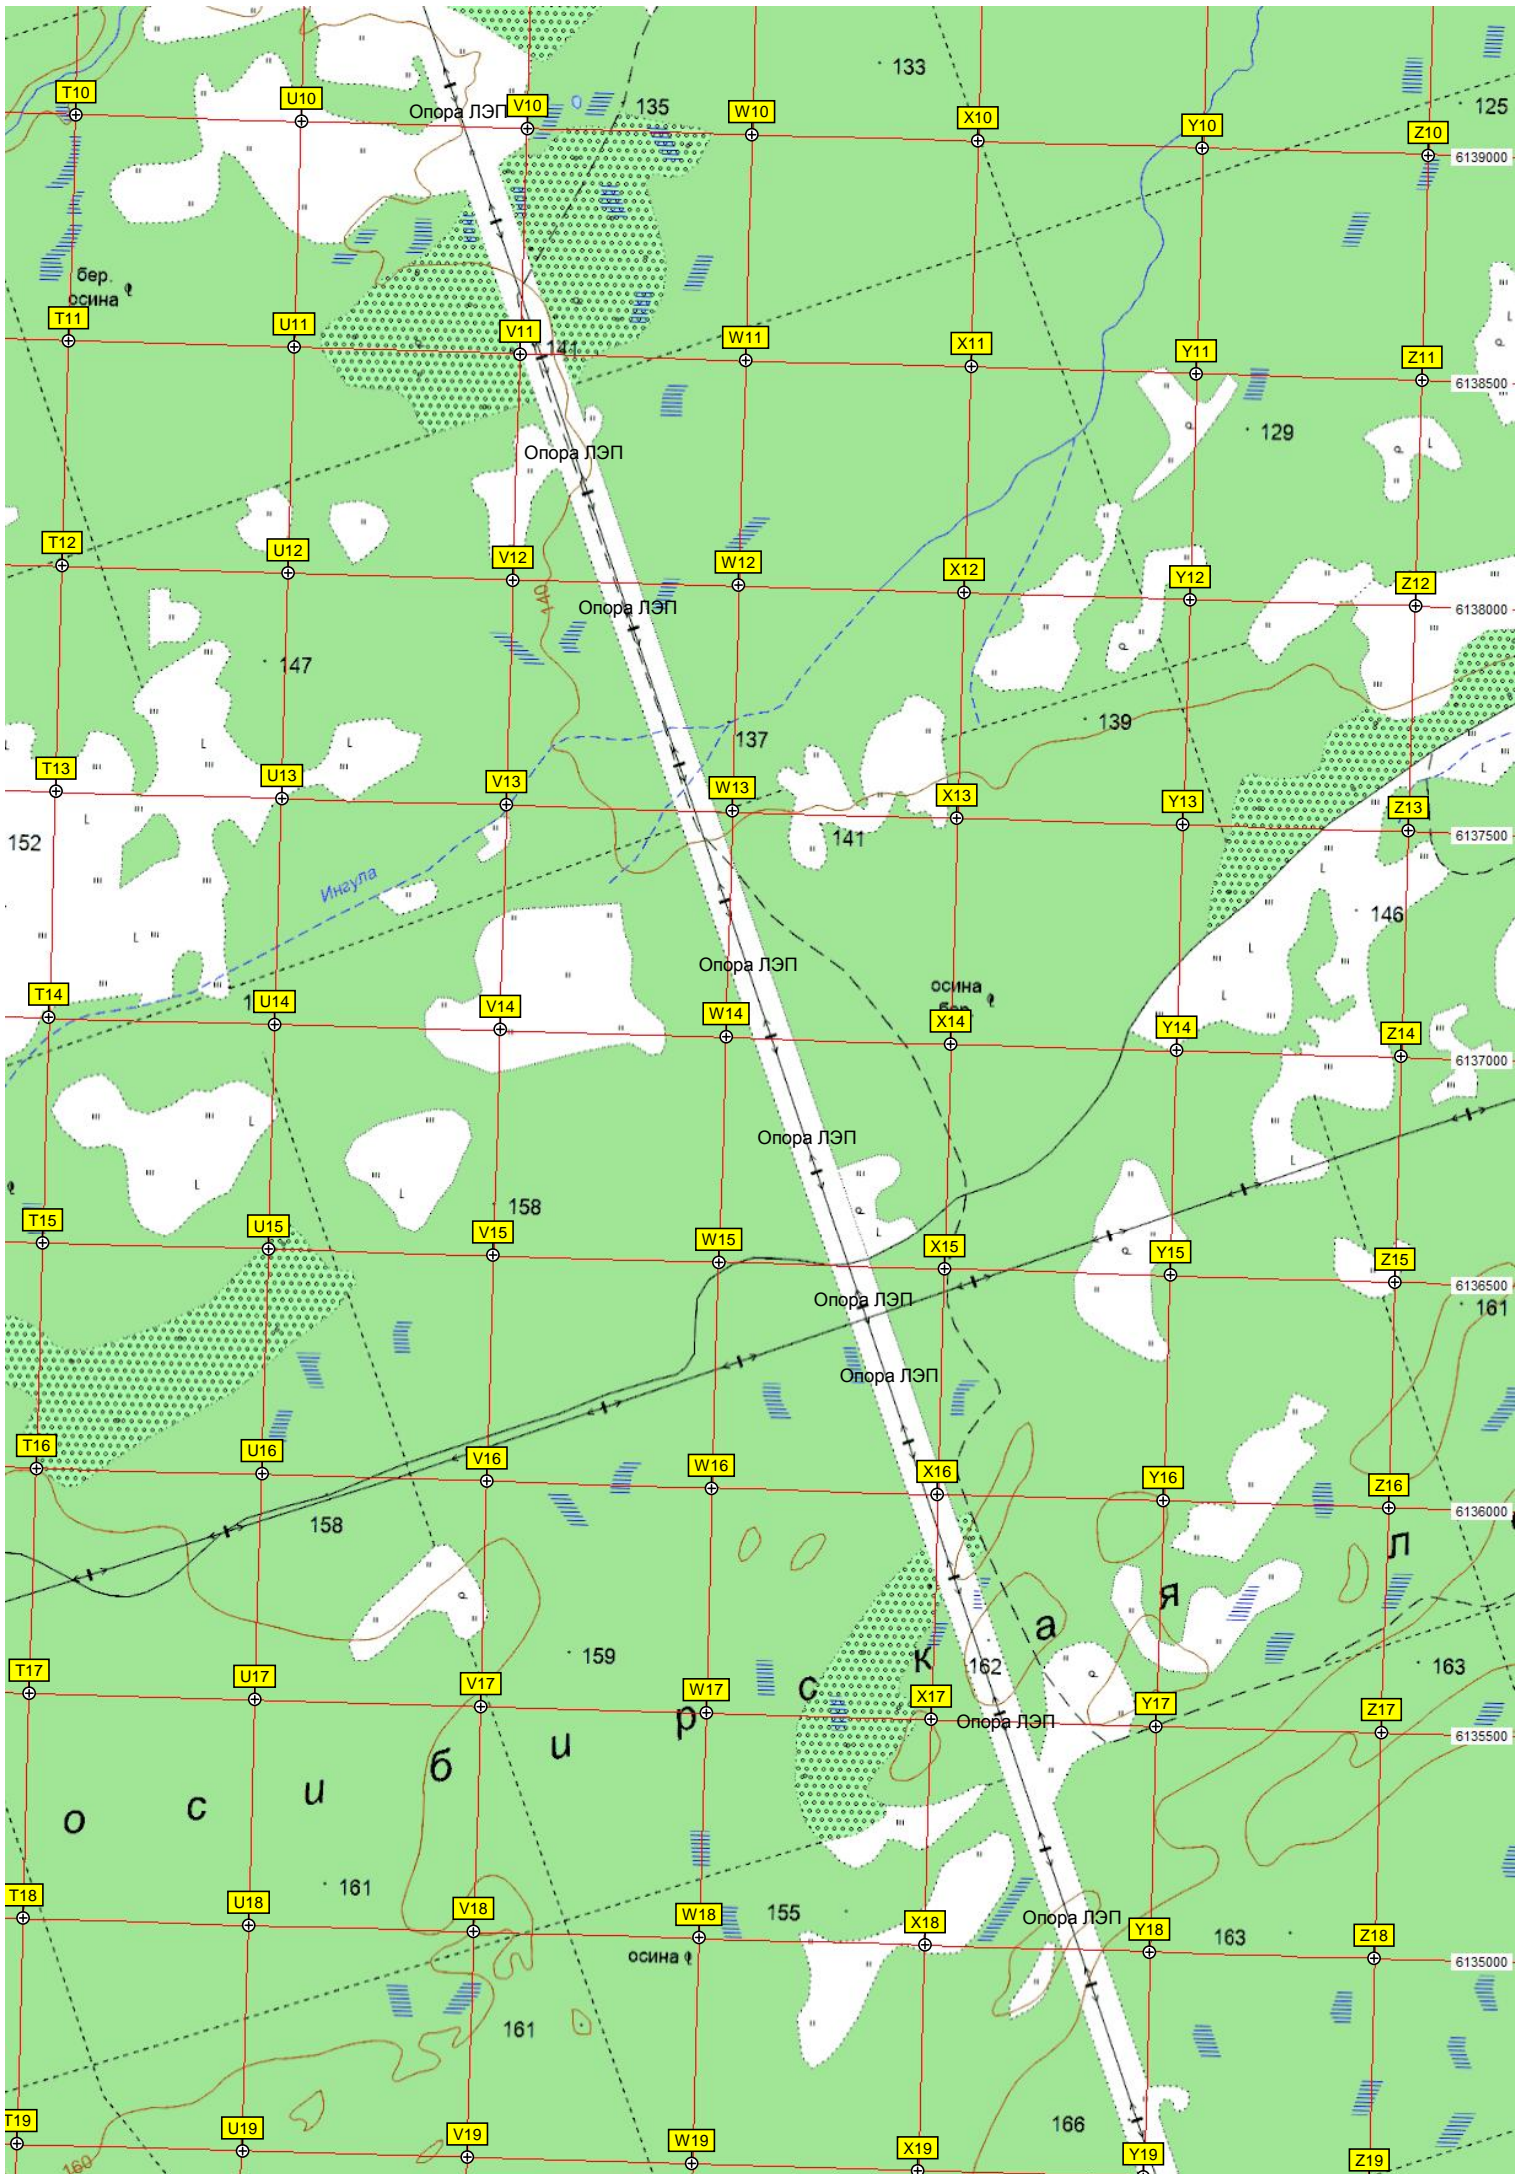 133
135
125
T10
U10
Опора ЛЭП
V10
W10
X10
Y10
Z10
6139000
бер.
осина
T11
U11
V11
141
W11
X11
Y11
Z11
6138500
129
Опора ЛЭП
T12
U12
V12
W12
X12
Y12
Z12
140
Опора ЛЭП
6138000
147
139
137
T13
U13
V13
W13
X13
Y13
Z13
152
141
6137500
Ингула
146
Опора ЛЭП
осина
T14
U14
V14
W14
X14
Y14
Z14
6137000
Опора ЛЭП
158
T15
U15
V15
W15
X15
Y15
Z15
6136500
Опора ЛЭП
161
Опора ЛЭП
T16
U16
V16
W16
X16
Y16
Z16
6136000
158
159
162
163
T17
U17
V17
W17
X17
Y17
Z17
Опора ЛЭП
6135500
о с и б и р с к а я л
161
155
T18
U18
V18
W18
X18
Опора ЛЭП
Y18
163
Z18
6135000
осина
161
166
T19
U19
V19
W19
X19
Y19
Z19
160